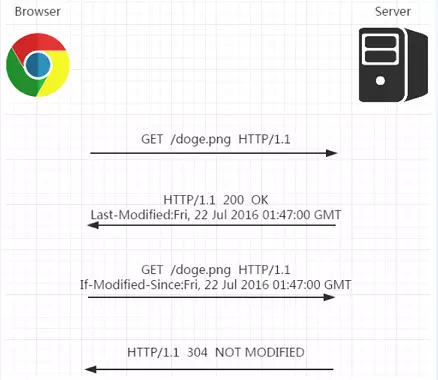 Browser
Server
GET /doge.png HTTP/1.1
HTTP/1.1 200 OK
Last-Modified:Fri, 22 Jul 2016 01:47:00 GMT
GET /doge.png HTTP/1.1
If-Modified-Since:Fri, 22 Jul 2016 01:47:00 GMT
HTTP/1.1 304 NOT MODIFIED